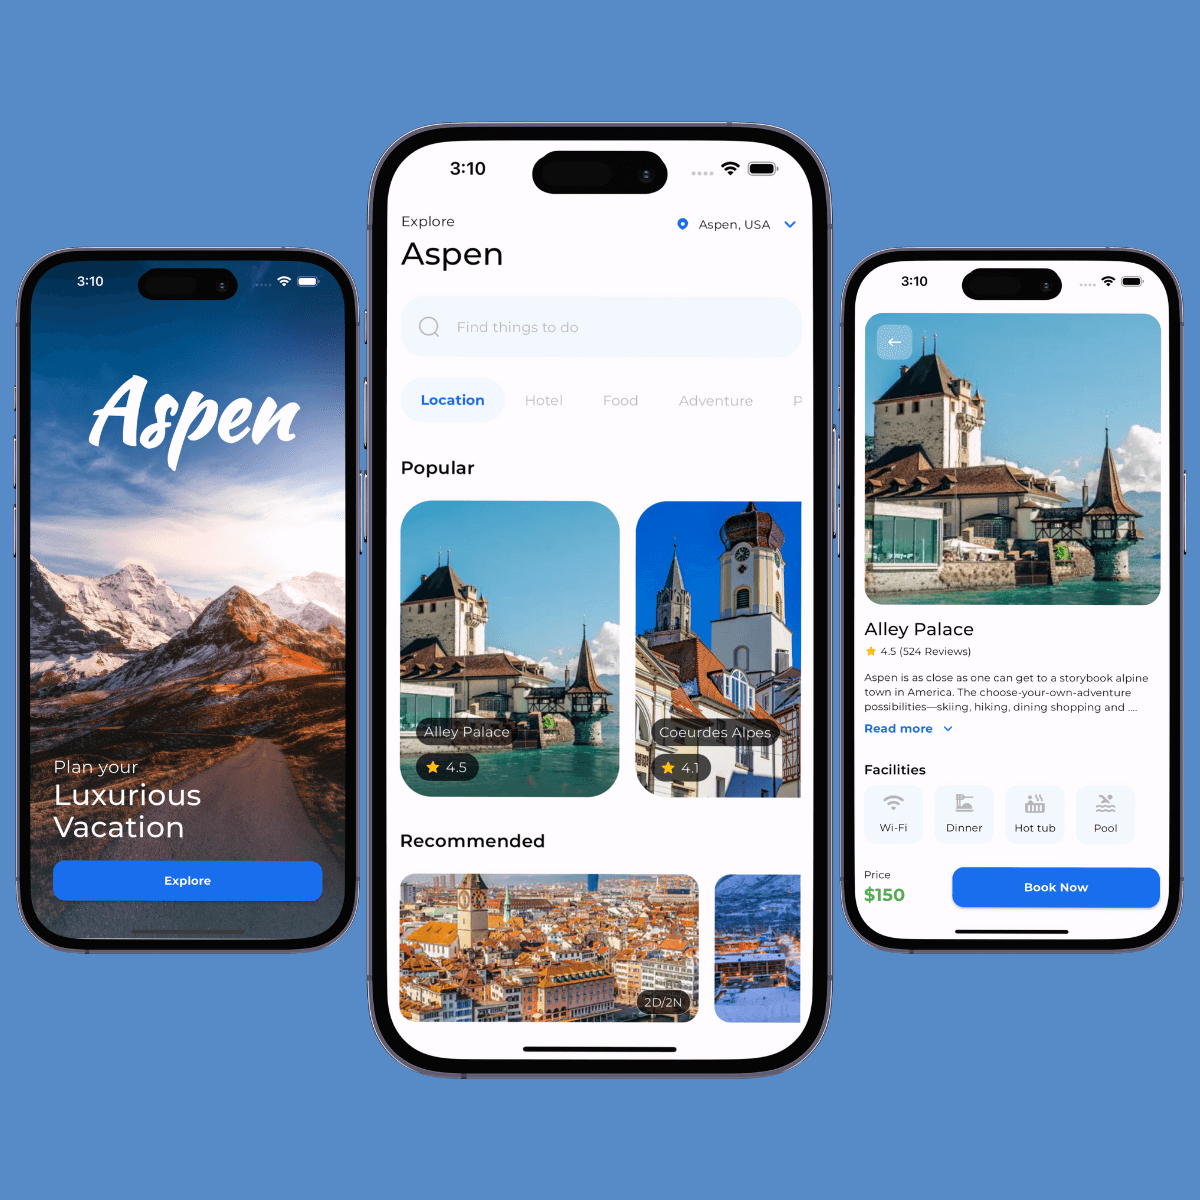 3:10
Aspen
Plan your
Luxurious
Vacation
Explore
3:10
Explore
Aspen, USA
Aspen
Find things to do
Location Hotel Food Adventure P
Popular
Alley Palace
4.5
Coeurdes Alpes
4.1
Recommended
2D/2N
3:10
Alley Palace
4.5 (524 Reviews)
Aspen is as close as one can get to a storybook alpine
town in America. The choose-your-own-adventure
possibilities—skiing, hiking, dining shopping and ....
Read more
Facilities
Wi-Fi Dinner Hot tub Pool
Price
$150
Book Now